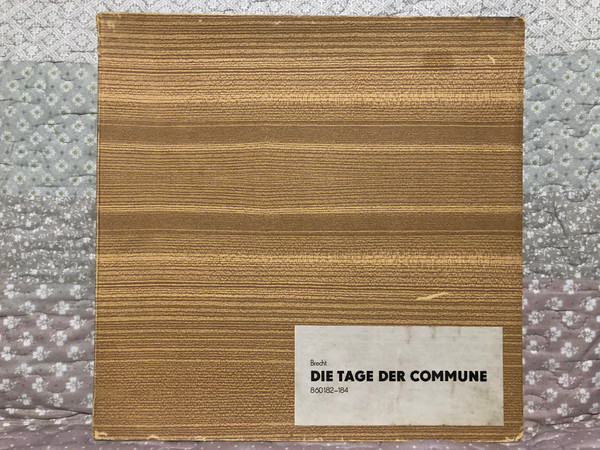 Brecht
DIE TAGE DER COMMUNE
860182-184